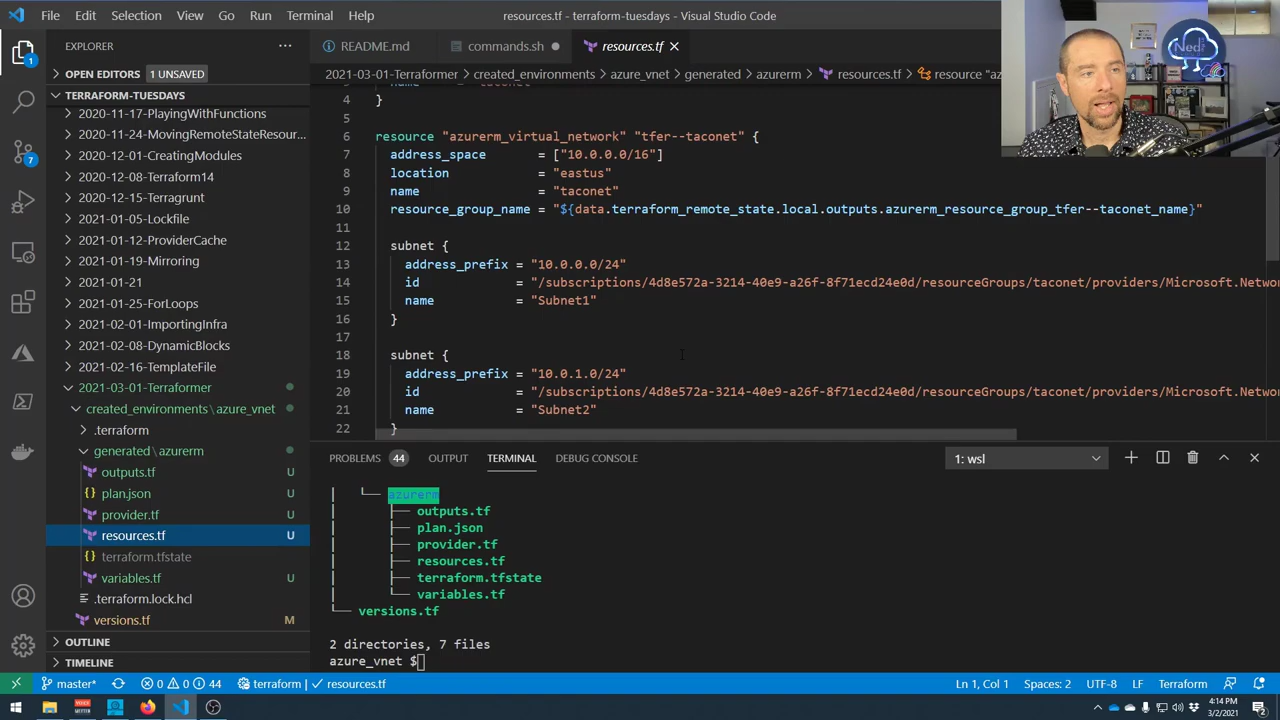 File Edit Selection View Go Run Terminal Help
resources.tf - terraform-tuesdays - Visual Studio Code
Ned
EXPLORER
OPEN EDITORS 1 UNSAVED
TERRAFORM-TUESDAYS
2020-11-17-PlayingWithFunctions
2020-11-24-MovingRemoteStateResour...
2020-12-01-CreatingModules
2020-12-08-Terraform14
2020-12-15-Terragrunt
2021-01-05-Lockfile
2021-01-12-ProviderCache
2021-01-19-Mirroring
2021-01-21
2021-01-25-ForLoops
2021-02-01-ImportingInfra
2021-02-08-DynamicBlocks
2021-02-16-TemplateFile
2021-03-01-Terraformer
created_environments\azure_vnet
.terraform
generated\azurerm
outputs.tf U
plan.json U
provider.tf U
resources.tf U
terraform.tfstate
variables.tf U
.terraform.lock.hcl
versions.tf M
OUTLINE
TIMELINE
1
7
README.md commands.sh resources.tf
2021-03-01-Terraformer > created_environments > azure_vnet > generated > azurerm > resources.tf > resource "az
4 }
5
6 resource "azurerm_virtual_network" "tfer--taconet" {
7 address_space = ["10.0.0.0/16"]
8 location = "eastus"
9 name = "taconet"
10 resource_group_name = "${data.terraform_remote_state.local.outputs.azurerm_resource_group_tfer--taconet_name}"
11
12 subnet {
13 address_prefix = "10.0.0.0/24"
14 id = "/subscriptions/4d8e572a-3214-40e9-a26f-8f71ecd24e0d/resourceGroups/taconet/providers/Microsoft.Netwo
15 name = "Subnet1"
16 }
17
18 subnet {
19 address_prefix = "10.0.1.0/24"
20 id = "/subscriptions/4d8e572a-3214-40e9-a26f-8f71ecd24e0d/resourceGroups/taconet/providers/Microsoft.Netwo
21 name = "Subnet2"
22 }
PROBLEMS 44 OUTPUT TERMINAL DEBUG CONSOLE 1: wsl
│ └── azurerm
│ ├── outputs.tf
│ ├── plan.json
│ ├── provider.tf
│ ├── resources.tf
│ ├── terraform.tfstate
│ └── variables.tf
└── versions.tf
2 directories, 7 files
azure_vnet $
master* 0 0 44 terraform | ✓ resources.tf Ln 1, Col 1 Spaces: 2 UTF-8 LF Terraform
4:14 PM
3/2/2021
2